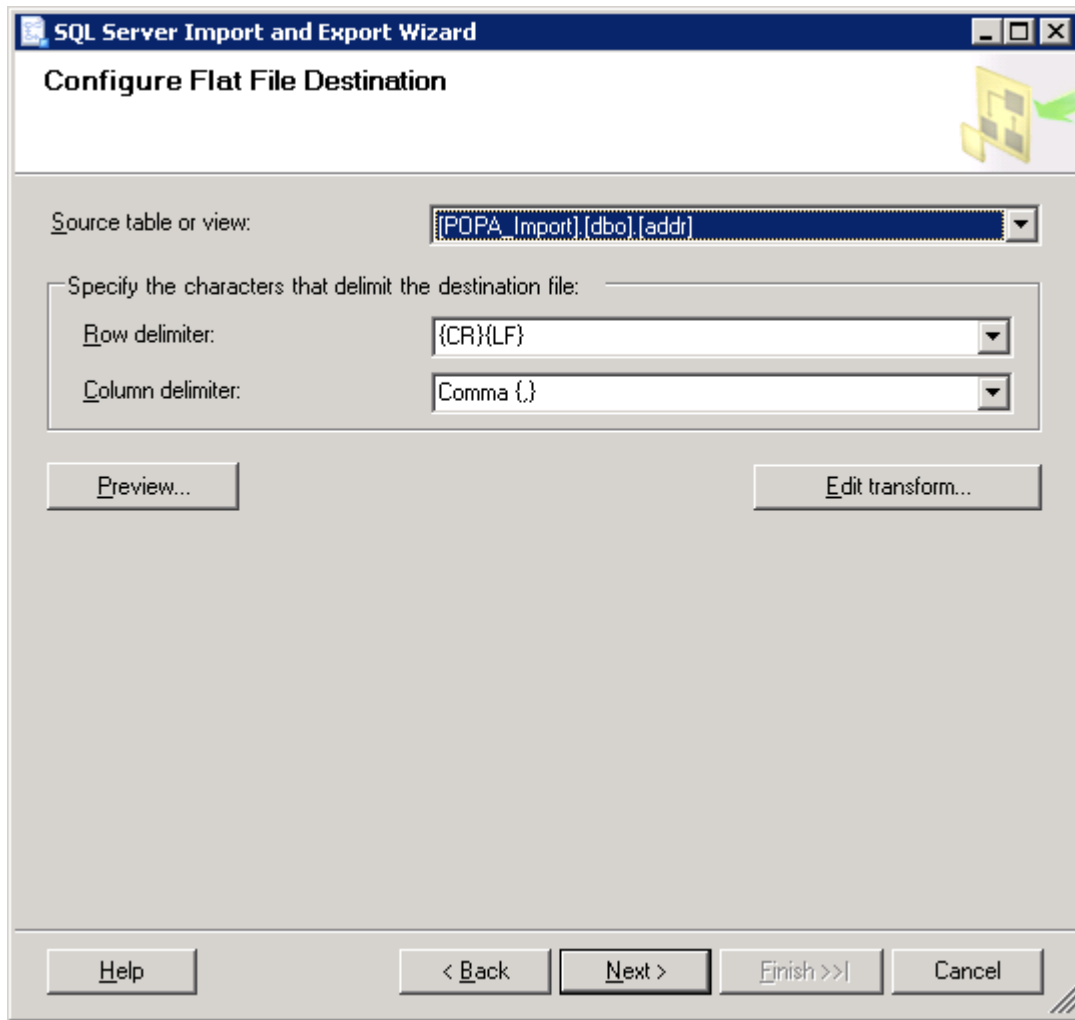 SQL Server Import and Export Wizard
Configure Flat File Destination
Source table or view: [POPA_Import].[dbo].[addr]
Specify the characters that delimit the destination file:
Row delimiter: {CR}{LF}
Column delimiter: Comma {,}
Preview... Edit transform...
Help < Back Next > Finish >>| Cancel